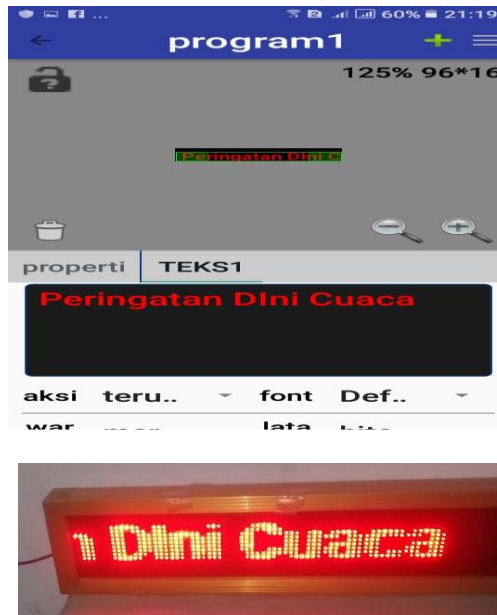 60% 21:19
program1
125% 96*16
Peringatan DIni C
properti TEKS1
Peringatan DIni Cuaca
aksi teru.. font Def..
DIni Cuaca